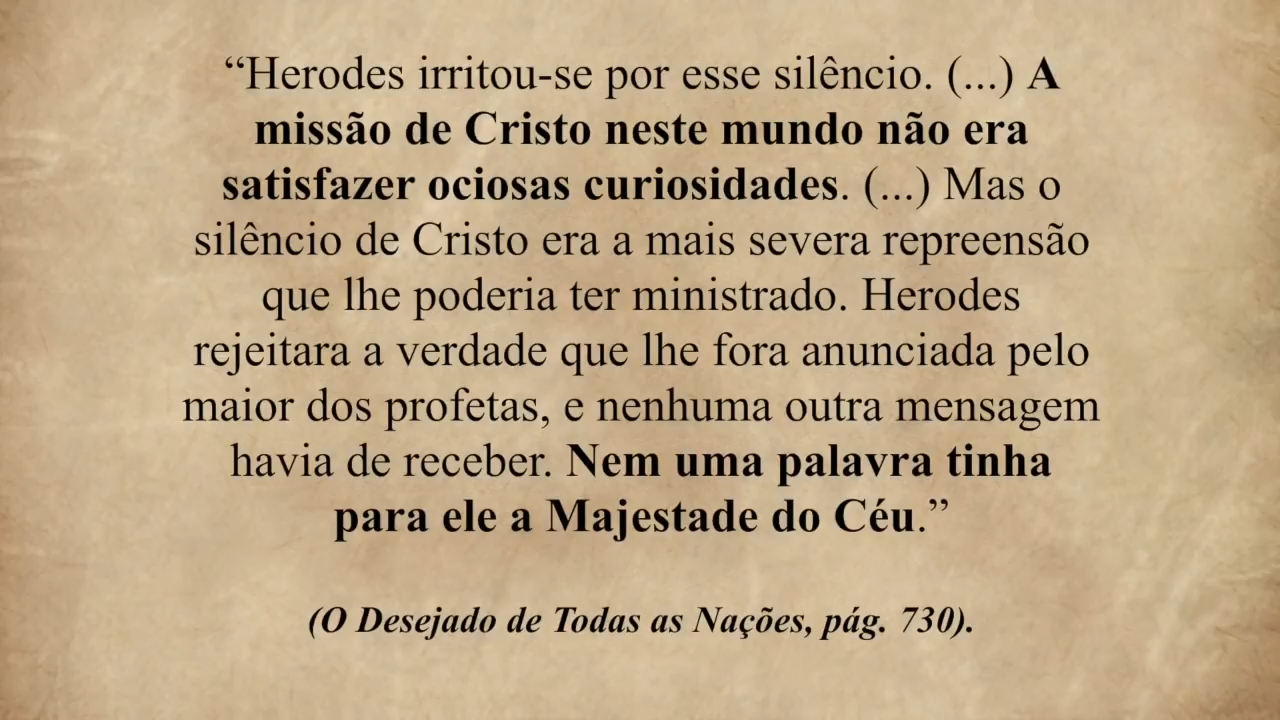 “Herodes irritou-se por esse silêncio. (...) A
missão de Cristo neste mundo não era
satisfazer ociosas curiosidades. (...) Mas o
silêncio de Cristo era a mais severa repreensão
que lhe poderia ter ministrado. Herodes
rejeitara a verdade que lhe fora anunciada pelo
maior dos profetas, e nenhuma outra mensagem
havia de receber. Nem uma palavra tinha
para ele a Majestade do Céu.”
(O Desejado de Todas as Nações, pág. 730).